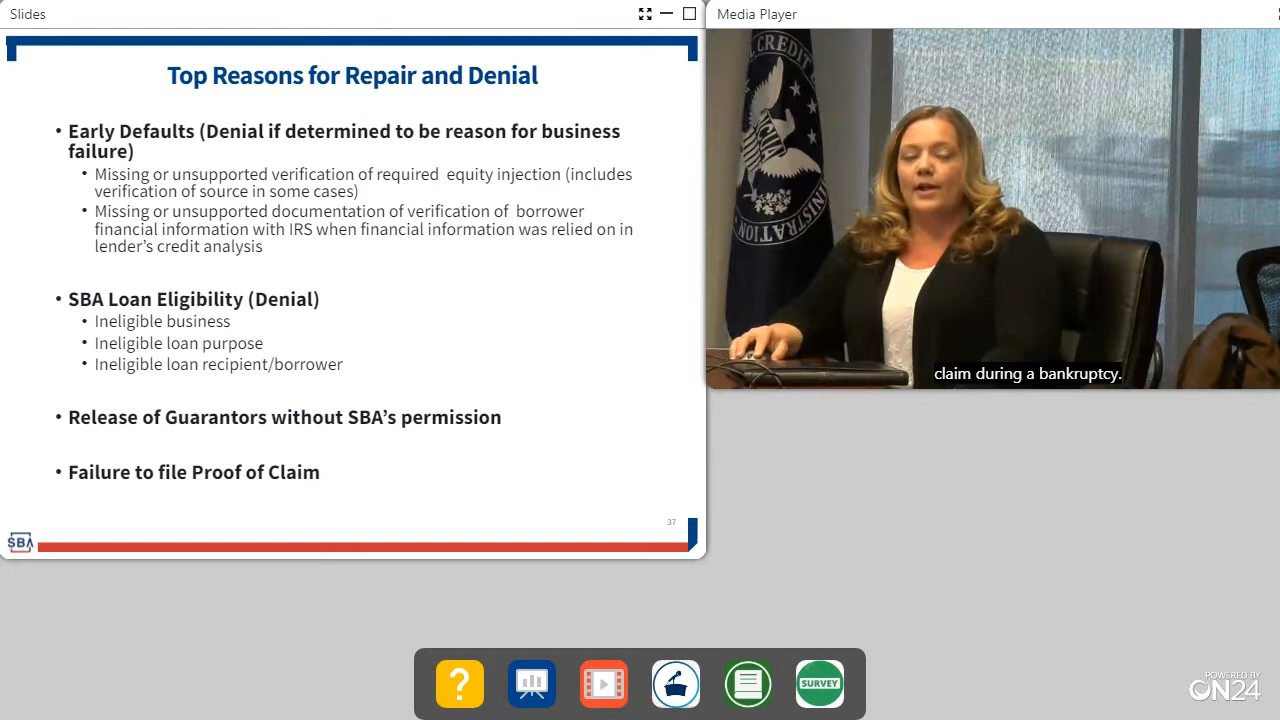 Slides
Top Reasons for Repair and Denial
• Early Defaults (Denial if determined to be reason for business
failure)
• Missing or unsupported verification of required equity injection (includes
verification of source in some cases)
• Missing or unsupported documentation of verification of borrower
financial information with IRS when financial information was relied on in
lender's credit analysis
• SBA Loan Eligibility (Denial)
• Ineligible business
• Ineligible loan purpose
• Ineligible loan recipient/borrower
• Release of Guarantors without SBA's permission
• Failure to file Proof of Claim
37
SBA
Media Player
CREDIT
claim during a bankruptcy.
?
SURVEY
POWERED BY
ON24